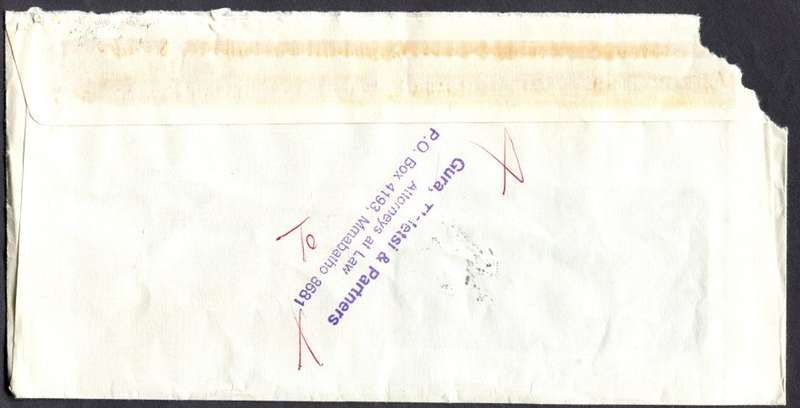 Gura, & Partners
Attorneys at Law
P.O. Box 4193, Mmabatho 8681
To